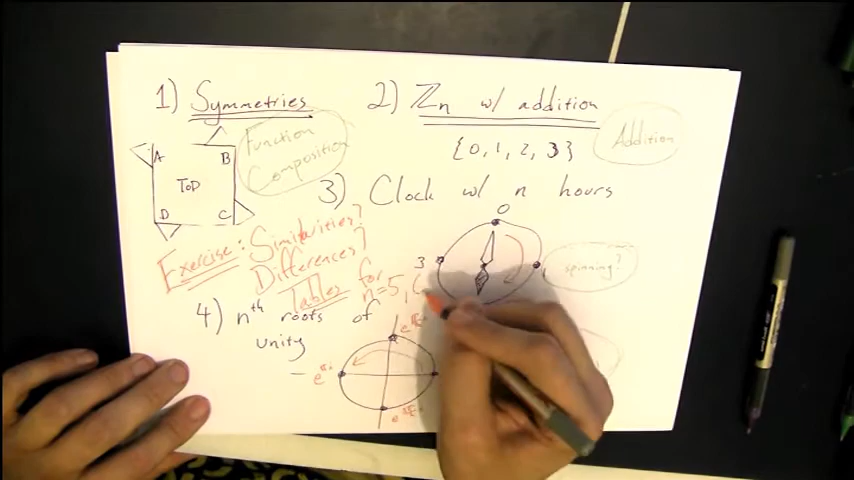 1) Symmetries
Function
Composition
A B
TOP
D C
2) ℤn w/ addition
{0, 1, 2, 3}
Addition
3) Clock w/ n hours
0
3
spinning?
Exercise: Similarities?
Differences?
Tables for
n=5,
4) nth roots of
unity